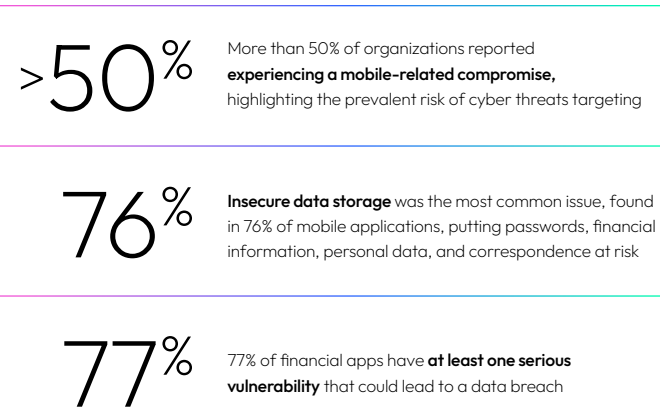 >50%
More than 50% of organizations reported
experiencing a mobile-related compromise,
highlighting the prevalent risk of cyber threats targeting
76%
Insecure data storage was the most common issue, found
in 76% of mobile applications, putting passwords, financial
information, personal data, and correspondence at risk
77%
77% of financial apps have at least one serious
vulnerability that could lead to a data breach